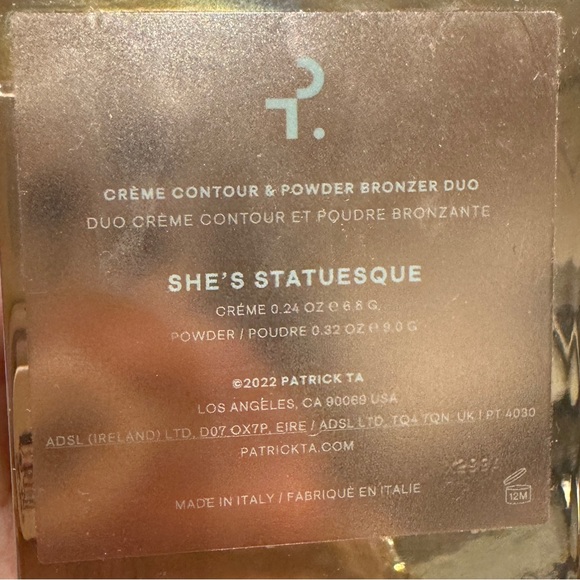 CRÈME CONTOUR & POWDER BRONZER DUO
DUO CRÈME CONTOUR ET POUDRE BRONZANTE
SHE'S STATUESQUE
CRÉME 0.24 OZ ℮ 6.8 G
POWDER / POUDRE 0.32 OZ ℮ 9.0 G
©2022 PATRICK TA
LOS ANGELES, CA 90069 USA
ADSL (IRELAND) LTD, D07 OX7P, EIRE / ADSL LTD, TQ4 7QN UK | PT 4030
PATRICKTA.COM
MADE IN ITALY / FABRIQUÉ EN ITALIE
12M